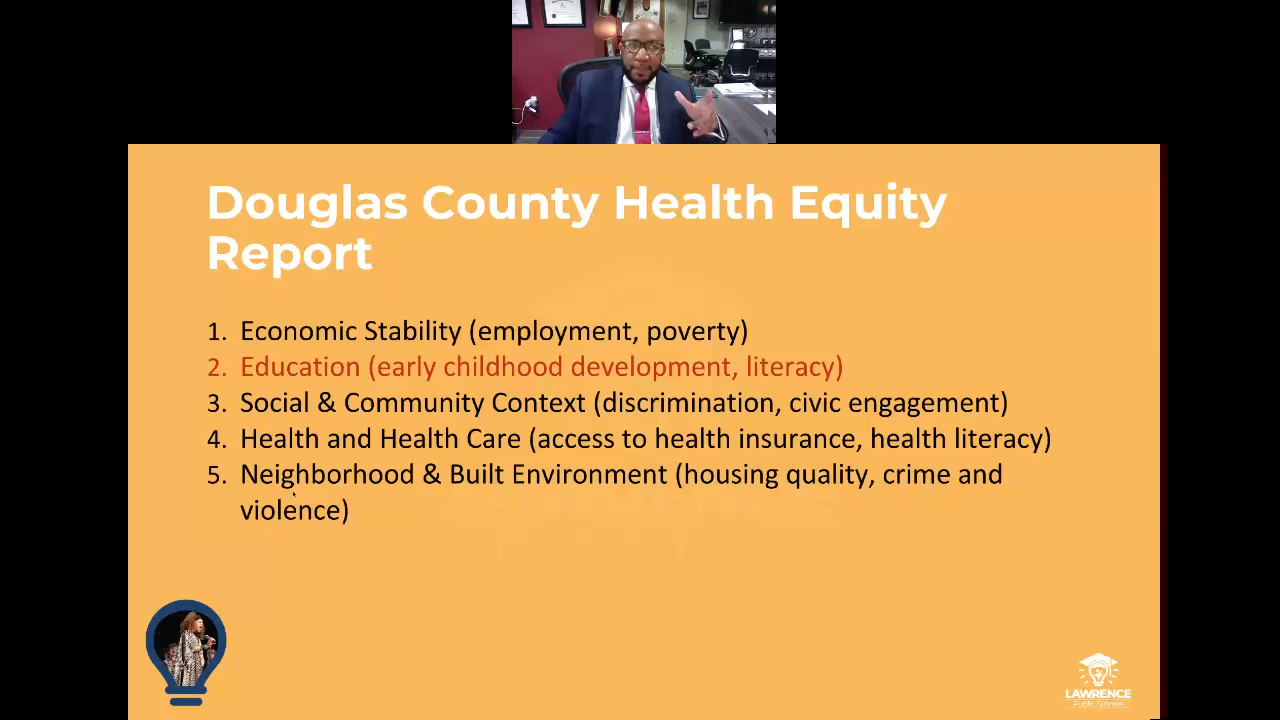 Douglas County Health Equity
Report
1. Economic Stability (employment, poverty)
2. Education (early childhood development, literacy)
3. Social & Community Context (discrimination, civic engagement)
4. Health and Health Care (access to health insurance, health literacy)
5. Neighborhood & Built Environment (housing quality, crime and
violence)
LAWRENCE
Public Schools